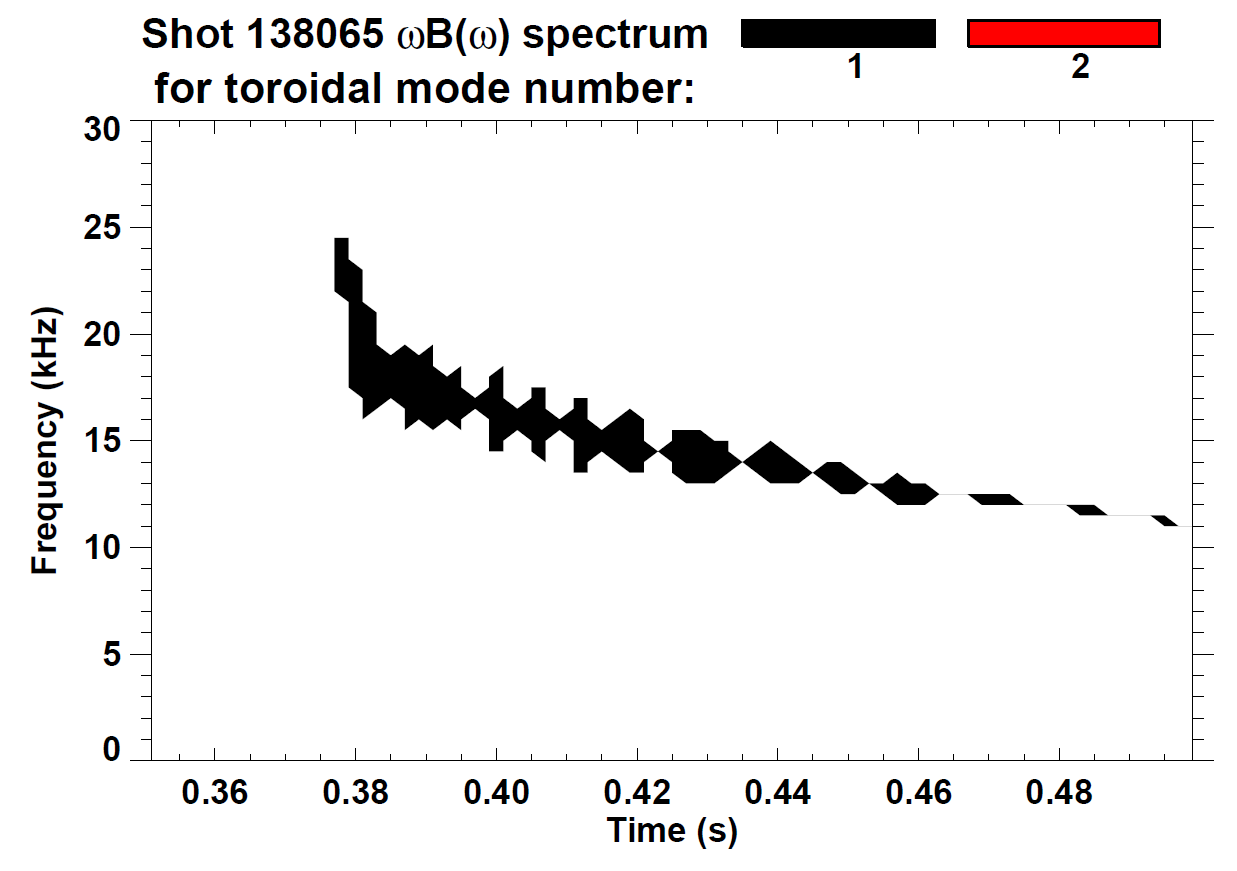 Shot 138065 ωB(ω) spectrum
for toroidal mode number:
1 2
30
25
20
15
10
5
0
Frequency (kHz)
0.36 0.38 0.40 0.42 0.44 0.46 0.48
Time (s)